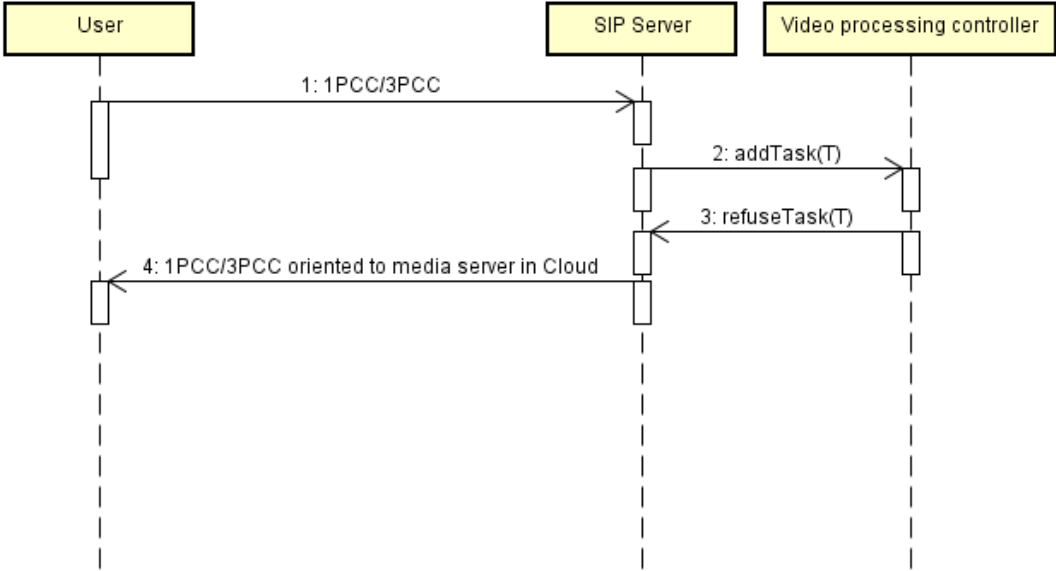 User
SIP Server
Video processing controller
1: 1PCC/3PCC
2: addTask(T)
3: refuseTask(T)
4: 1PCC/3PCC oriented to media server in Cloud